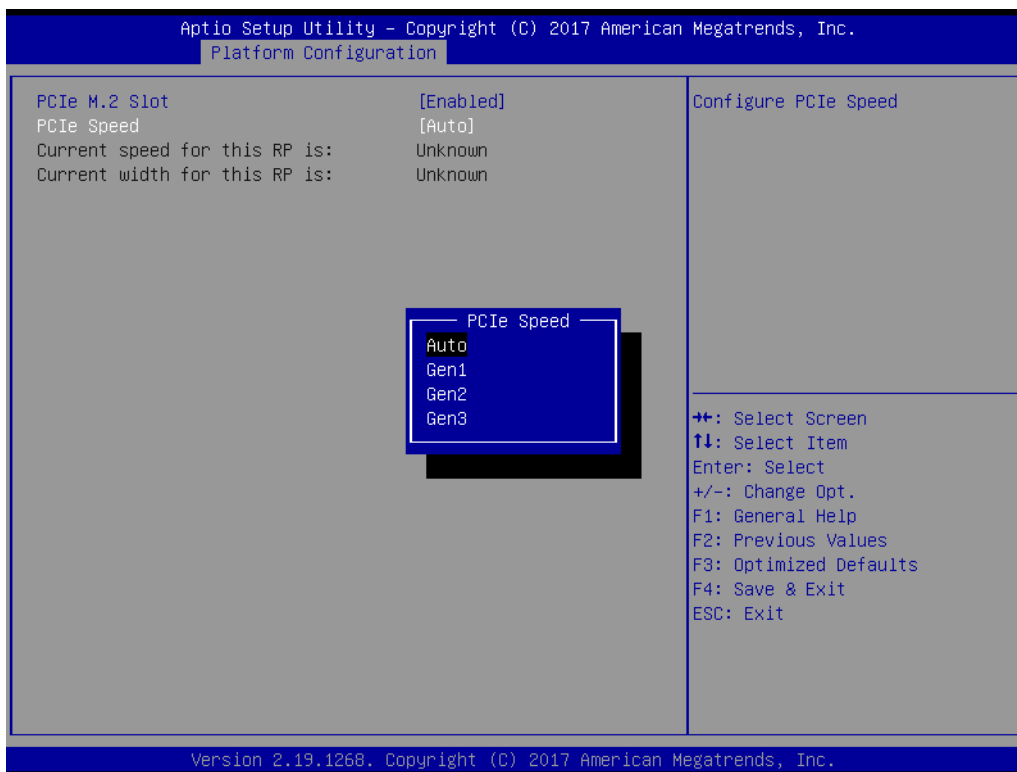 Aptio Setup Utility – Copyright (C) 2017 American Megatrends, Inc.
Platform Configuration
PCIe M.2 Slot [Enabled]
PCIe Speed [Auto]
Current speed for this RP is: Unknown
Current width for this RP is: Unknown
Configure PCIe Speed
PCIe Speed
Auto
Gen1
Gen2
Gen3
→←: Select Screen
↑↓: Select Item
Enter: Select
+/-: Change Opt.
F1: General Help
F2: Previous Values
F3: Optimized Defaults
F4: Save & Exit
ESC: Exit
Version 2.19.1268. Copyright (C) 2017 American Megatrends, Inc.